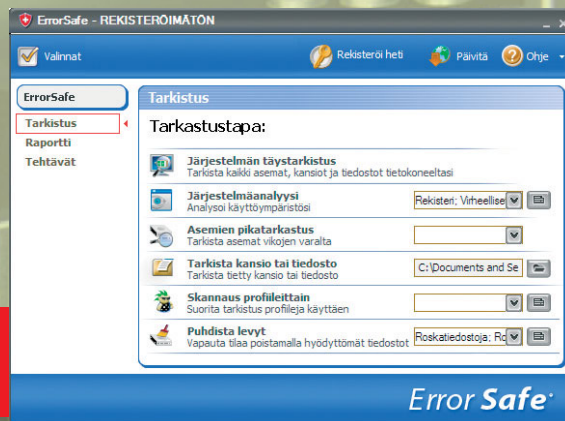 ErrorSafe - REKISTERÖIMÄTÖN
Valinnat
Rekisteröi heti
Päivitä
Ohje
ErrorSafe
Tarkistus
Raportti
Tehtävät
Tarkistus
Tarkastustapa:
Järjestelmän täystarkistus
Tarkista kaikki asemat, kansiot ja tiedostot tietokoneeltasi
Järjestelmäanalyysi
Analysoi käyttöympäristösi
Rekisteri; Virheellise
Asemien pikatarkastus
Tarkista asemat vikojen varalta
Tarkista kansio tai tiedosto
Tarkista tietty kansio tai tiedosto
C:\Documents and Se
Skannaus profiileittain
Suorita tarkistus profileja käyttäen
Puhdista levyt
Vapauta tilaa poistamalla hyödyttömät tiedostot
Roskatiedostoja; Ro
Error Safe